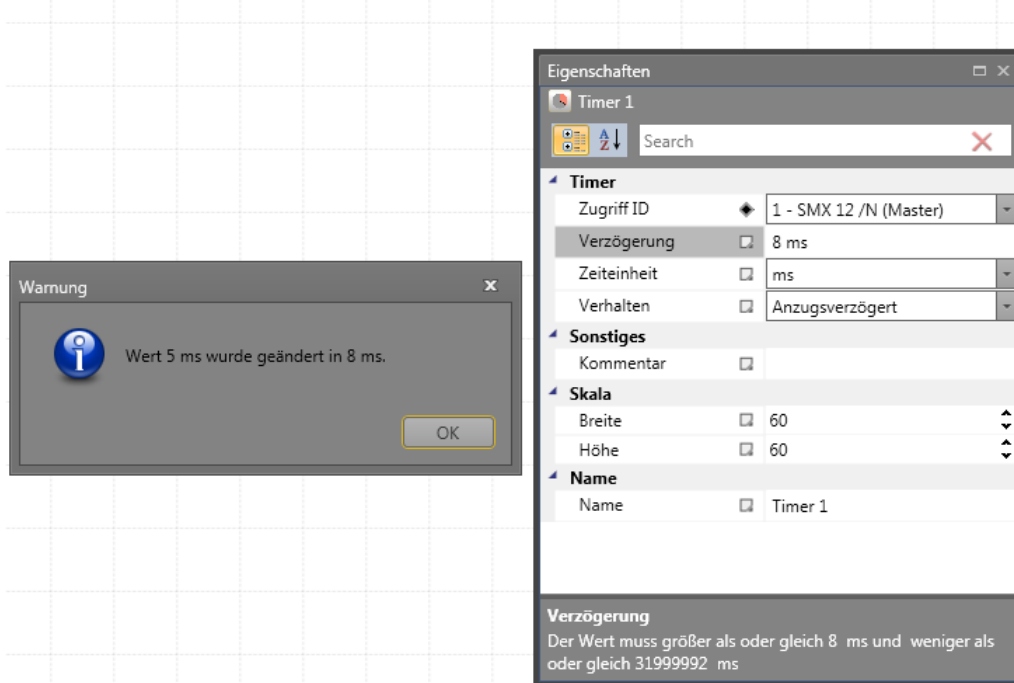 Warnung
Wert 5 ms wurde geändert in 8 ms.
OK
Eigenschaften
Timer 1
A Z Search
Timer
Zugriff ID 1 - SMX 12 /N (Master)
Verzögerung 8 ms
Zeiteinheit ms
Verhalten Anzugsverzögert
Sonstiges
Kommentar
Skala
Breite 60
Höhe 60
Name
Name Timer 1
Verzögerung
Der Wert muss größer als oder gleich 8 ms und weniger als
oder gleich 31999992 ms